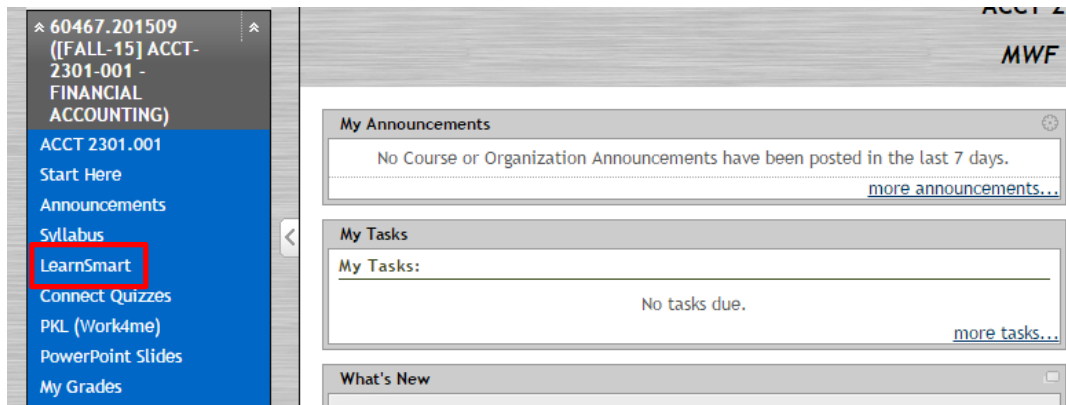 60467.201509
([FALL-15] ACCT-
2301-001 -
FINANCIAL
ACCOUNTING)
ACCT 2301.001
Start Here
Announcements
Syllabus
LearnSmart
Connect Quizzes
PKL (Work4me)
PowerPoint Slides
My Grades
ACCT 2
MWF
My Announcements
No Course or Organization Announcements have been posted in the last 7 days.
more announcements...
My Tasks
My Tasks:
No tasks due.
more tasks...
What's New